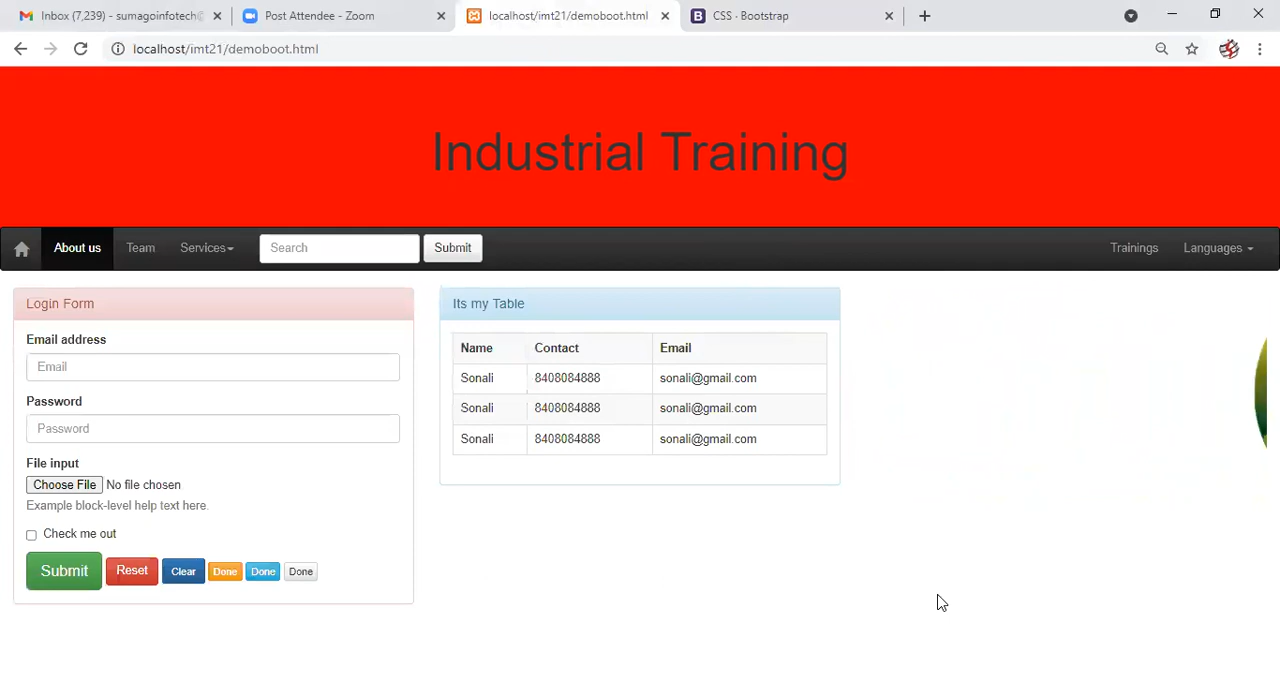 Inbox (7,239) - sumagoinfotech@
Post Attendee - Zoom
localhost/imt21/demoboot.html
CSS · Bootstrap
localhost/imt21/demoboot.html
Industrial Training
About us
Team
Services
Search
Submit
Trainings
Languages
Login Form
Email address
Email
Password
Password
File input
Choose File No file chosen
Example block-level help text here.
Check me out
Submit Reset Clear Done Done Done
Its my Table
Name Contact Email
Sonali 8408084888 sonali@gmail.com
Sonali 8408084888 sonali@gmail.com
Sonali 8408084888 sonali@gmail.com